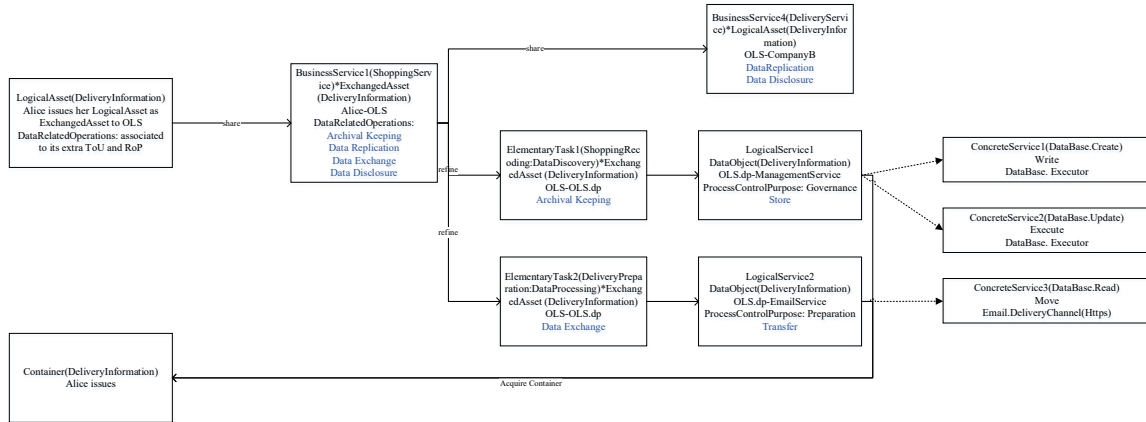 BusinessService4(DeliveryServi
ce)*LogicalAsset(DeliveryInfor
mation)
OLS-CompanyB
DataReplication
Data Disclosure
share
LogicalAsset(DeliveryInformation)
Alice issues her LogicalAsset as
ExchangedAsset to OLS
DataRelatedOperations: associated
to its extra ToU and RoP
share
BusinessService1(ShoppingServ
ice)*ExchangedAsset
(DeliveryInformation)
Alice-OLS
DataRelatedOperations:
Archival Keeping
Data Replication
Data Exchange
Data Disclosure
refine
ElementaryTask1(ShoppingRec
oding:DataDiscovery)*Exchan
gedAsset (DeliveryInformation)
OLS-OLS.dp
Archival Keeping
LogicalService1
DataObject(DeliveryInformation)
OLS.dp-ManagementService
ProcessControlPurpose: Governance
Store
ConcreteService1(DataBase.Create)
Write
DataBase. Executor
ConcreteService2(DataBase.Update)
Execute
DataBase. Executor
refine
ElementaryTask2(DeliveryPrepa
ration:DataProcessing)*Exchan
gedAsset (DeliveryInformation)
OLS-OLS.dp
Data Exchange
LogicalService2
DataObject(DeliveryInformation)
OLS.dp-EmailService
ProcessControlPurpose: Preparation
Transfer
ConcreteService3(DataBase.Read)
Move
Email.DeliveryChannel(Https)
Container(DeliveryInformation)
Alice issues
Acquire Container